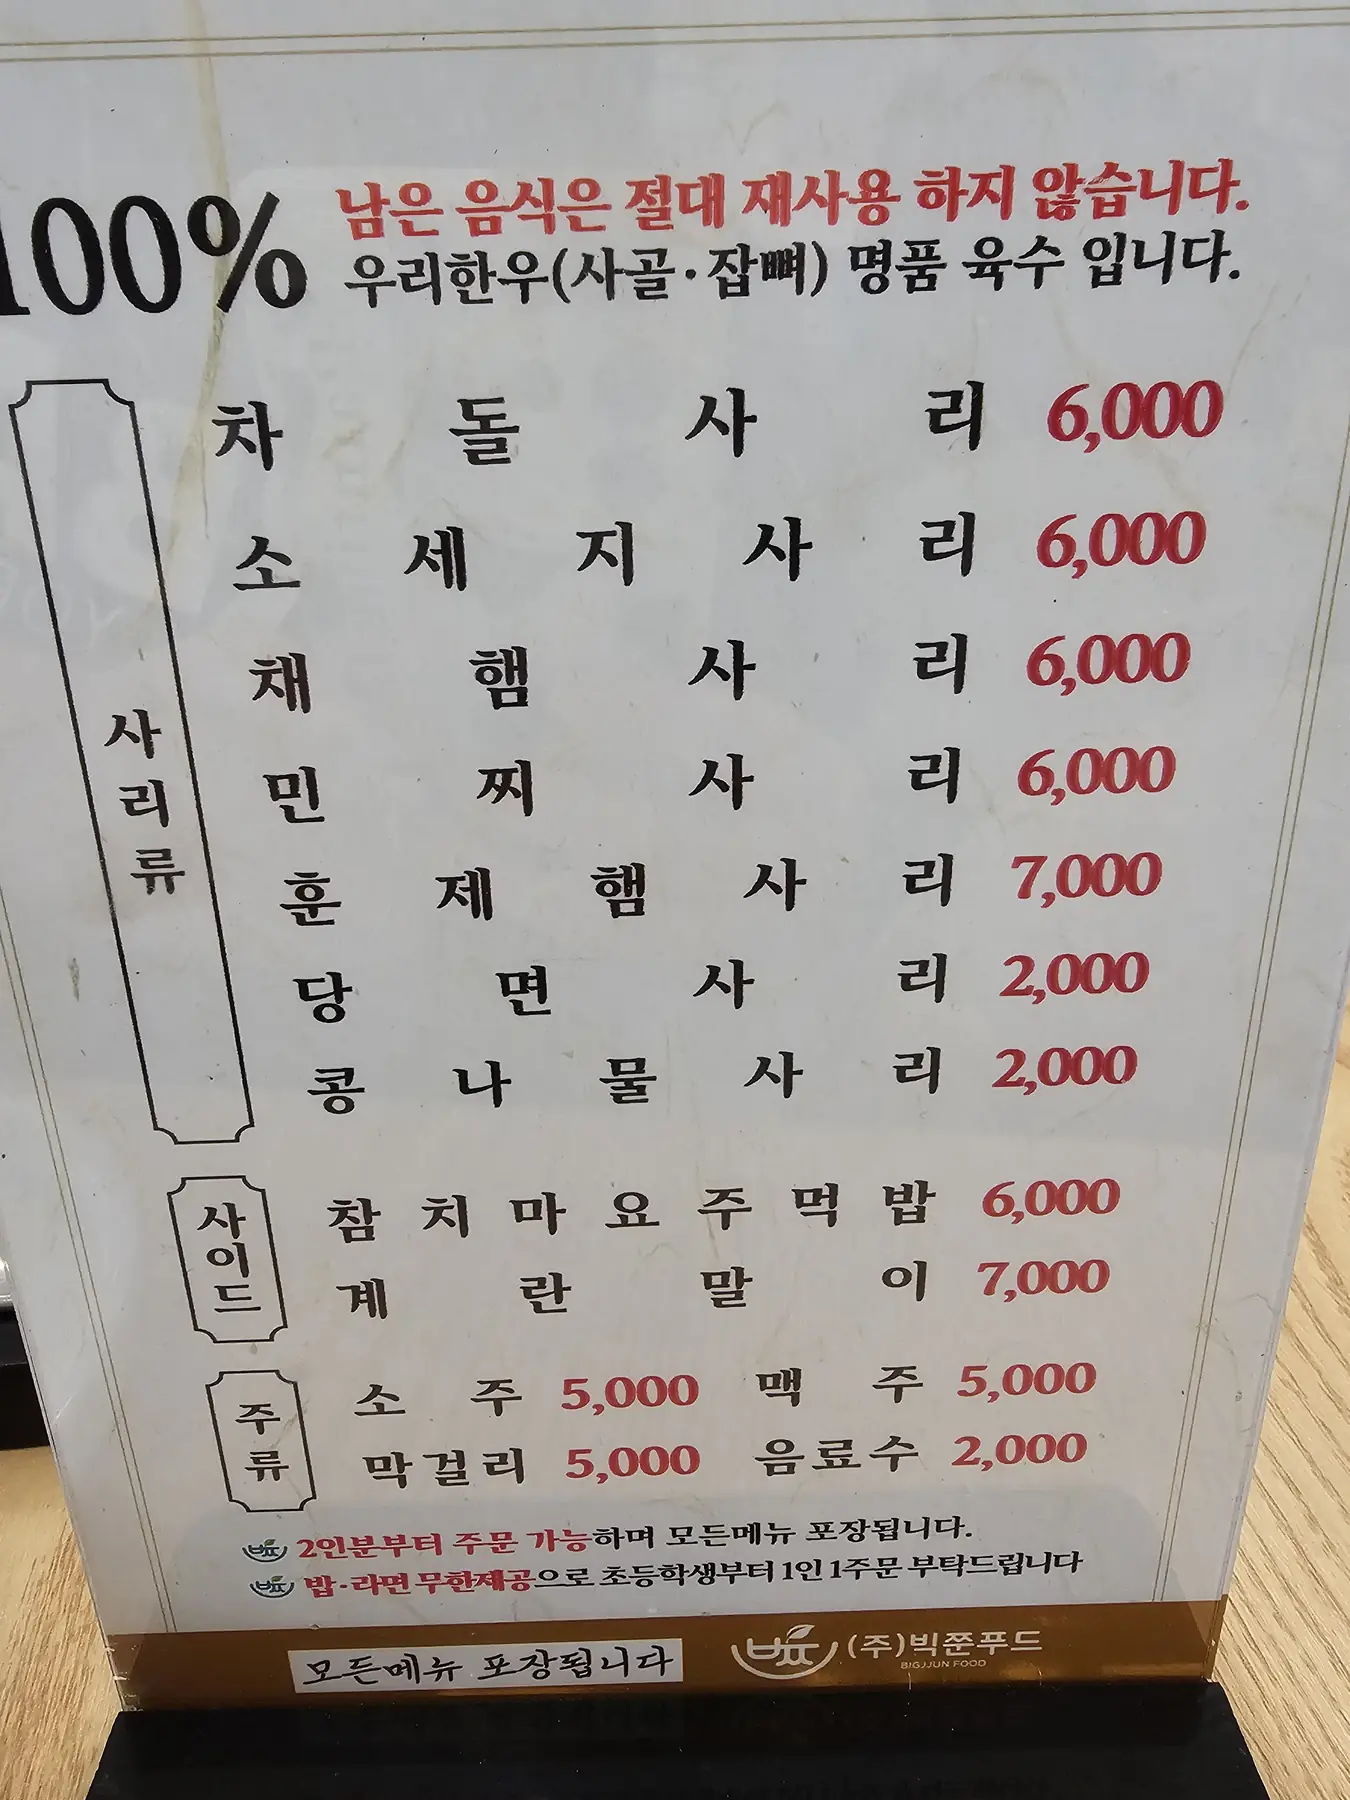 100%
남은 음식은 절대 재사용 하지 않습니다.
우리한우(사골·잡뼈) 명품 육수 입니다.
사리류
차돌사리 6,000
소세지사리 6,000
채햄사리 6,000
민찌사리 6,000
훈제햄사리 7,000
당면사리 2,000
콩나물사리 2,000
사이드
참치마요주먹밥 6,000
계란말이 7,000
주류
소주 5,000 맥주 5,000
막걸리 5,000 음료수 2,000
2인분부터 주문 가능하며 모든메뉴 포장됩니다.
밥·라면 무한제공으로 초등학생부터 1인 1주문 부탁드립니다
모든메뉴 포장됩니다
(주)빅쭌푸드
BIGJJUN FOOD